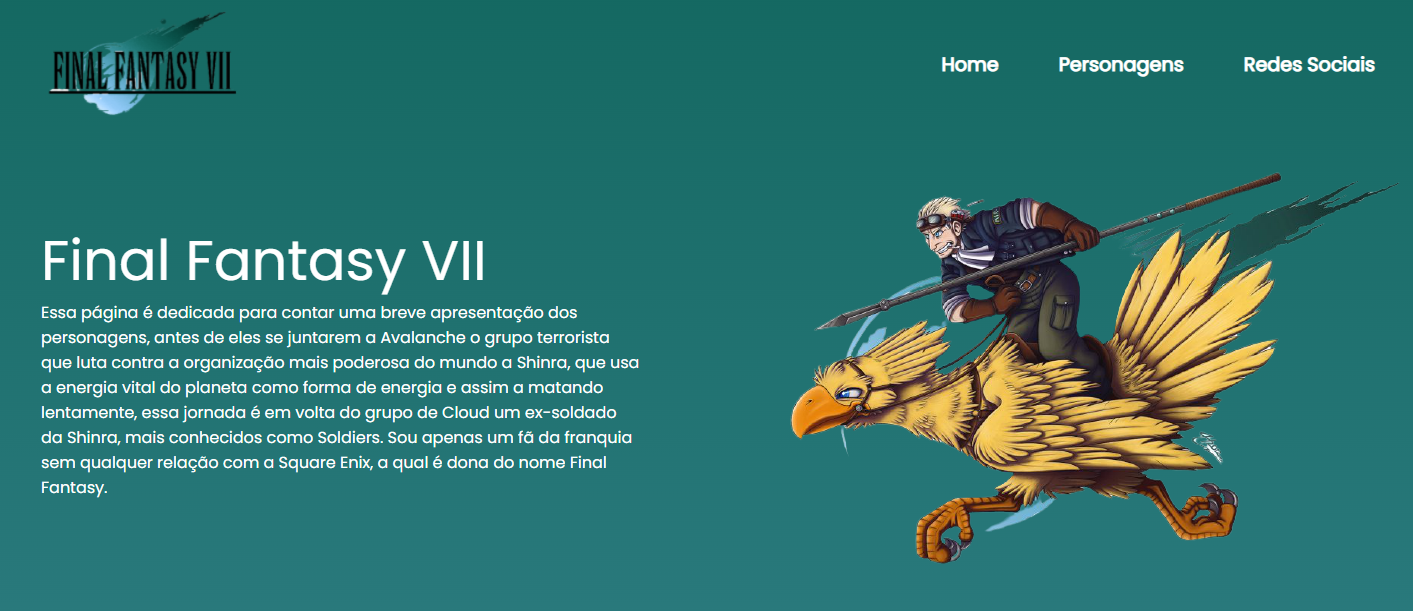 FINAL FANTASY VII
Home
Personagens
Redes Sociais
Final Fantasy VII
Essa página é dedicada para contar uma breve apresentação dos
personagens, antes de eles se juntarem a Avalanche o grupo terrorista
que luta contra a organização mais poderosa do mundo a Shinra, que usa
a energia vital do planeta como forma de energia e assim a matando
lentamente, essa jornada é em volta do grupo de Cloud um ex-soldado
da Shinra, mais conhecidos como Soldiers. Sou apenas um fã da franquia
sem qualquer relação com a Square Enix, a qual é dona do nome Final
Fantasy.